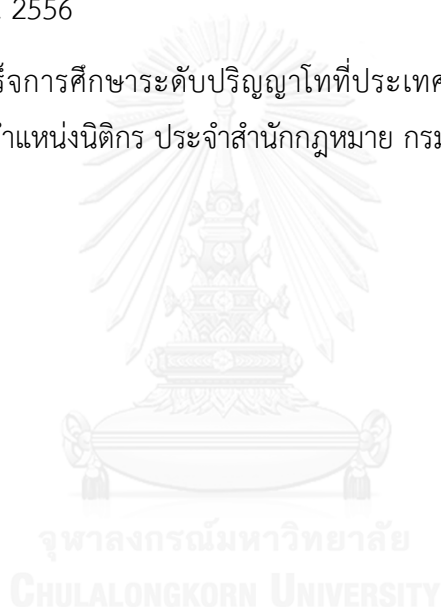 2556
ร็จการศึกษาระดับปริญญาโทที่ประเทศ
ตำแหน่งนิติกร ประจำสำนักกฎหมาย กรม
จุฬาลงกรณ์มหาวิทยาลัย
CHULALONGKORN UNIVERSITY